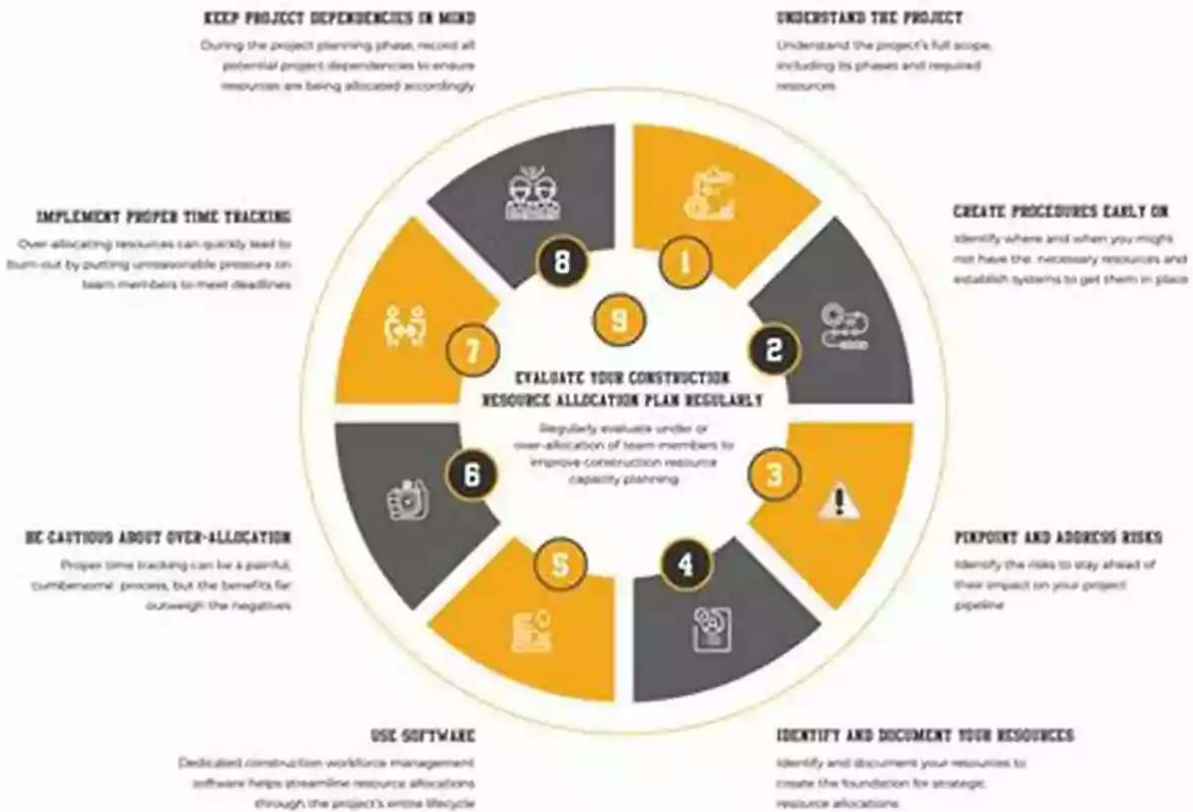 KEEP PROJECT DEPENDENCIES IN MIND
During the project planning phase, record all
potential project dependencies to ensure
resources are being allocated accordingly
UNDERSTAND THE PROJECT
Understand the project's full scope,
including its phases and required
resources
IMPLEMENT PROPER TIME TRACKING
Over allocating resources can quickly lead to
burn-out by putting unreasonable pressure on
team members to meet deadlines
CREATE PROCEDURES EARLY ON
Identify where and when you might
not have the necessary resources and
establish systems to get them in place
8
1
9
7
2
EVALUATE YOUR CONSTRUCTION
RESOURCE ALLOCATION PLAN REGULARLY
Regularly evaluate under or
over-allocation of team members to
improve construction resource
capacity planning
6
3
BE CAUTIOUS ABOUT OVER-ALLOCATION
Proper time tracking can be a painful,
cumbersome process, but the benefits far
outweigh the negatives
PINPOINT AND ADDRESS RISKS
Identify the risks to stay ahead of
their impact on your project
pipeline
5
4
USE SOFTWARE
Dedicated construction workforce management
software helps streamline resource allocations
through the project's entire lifecycle
IDENTIFY AND DOCUMENT YOUR RESOURCES
Identify and document your resources to
create the foundation for strategic
resource allocations